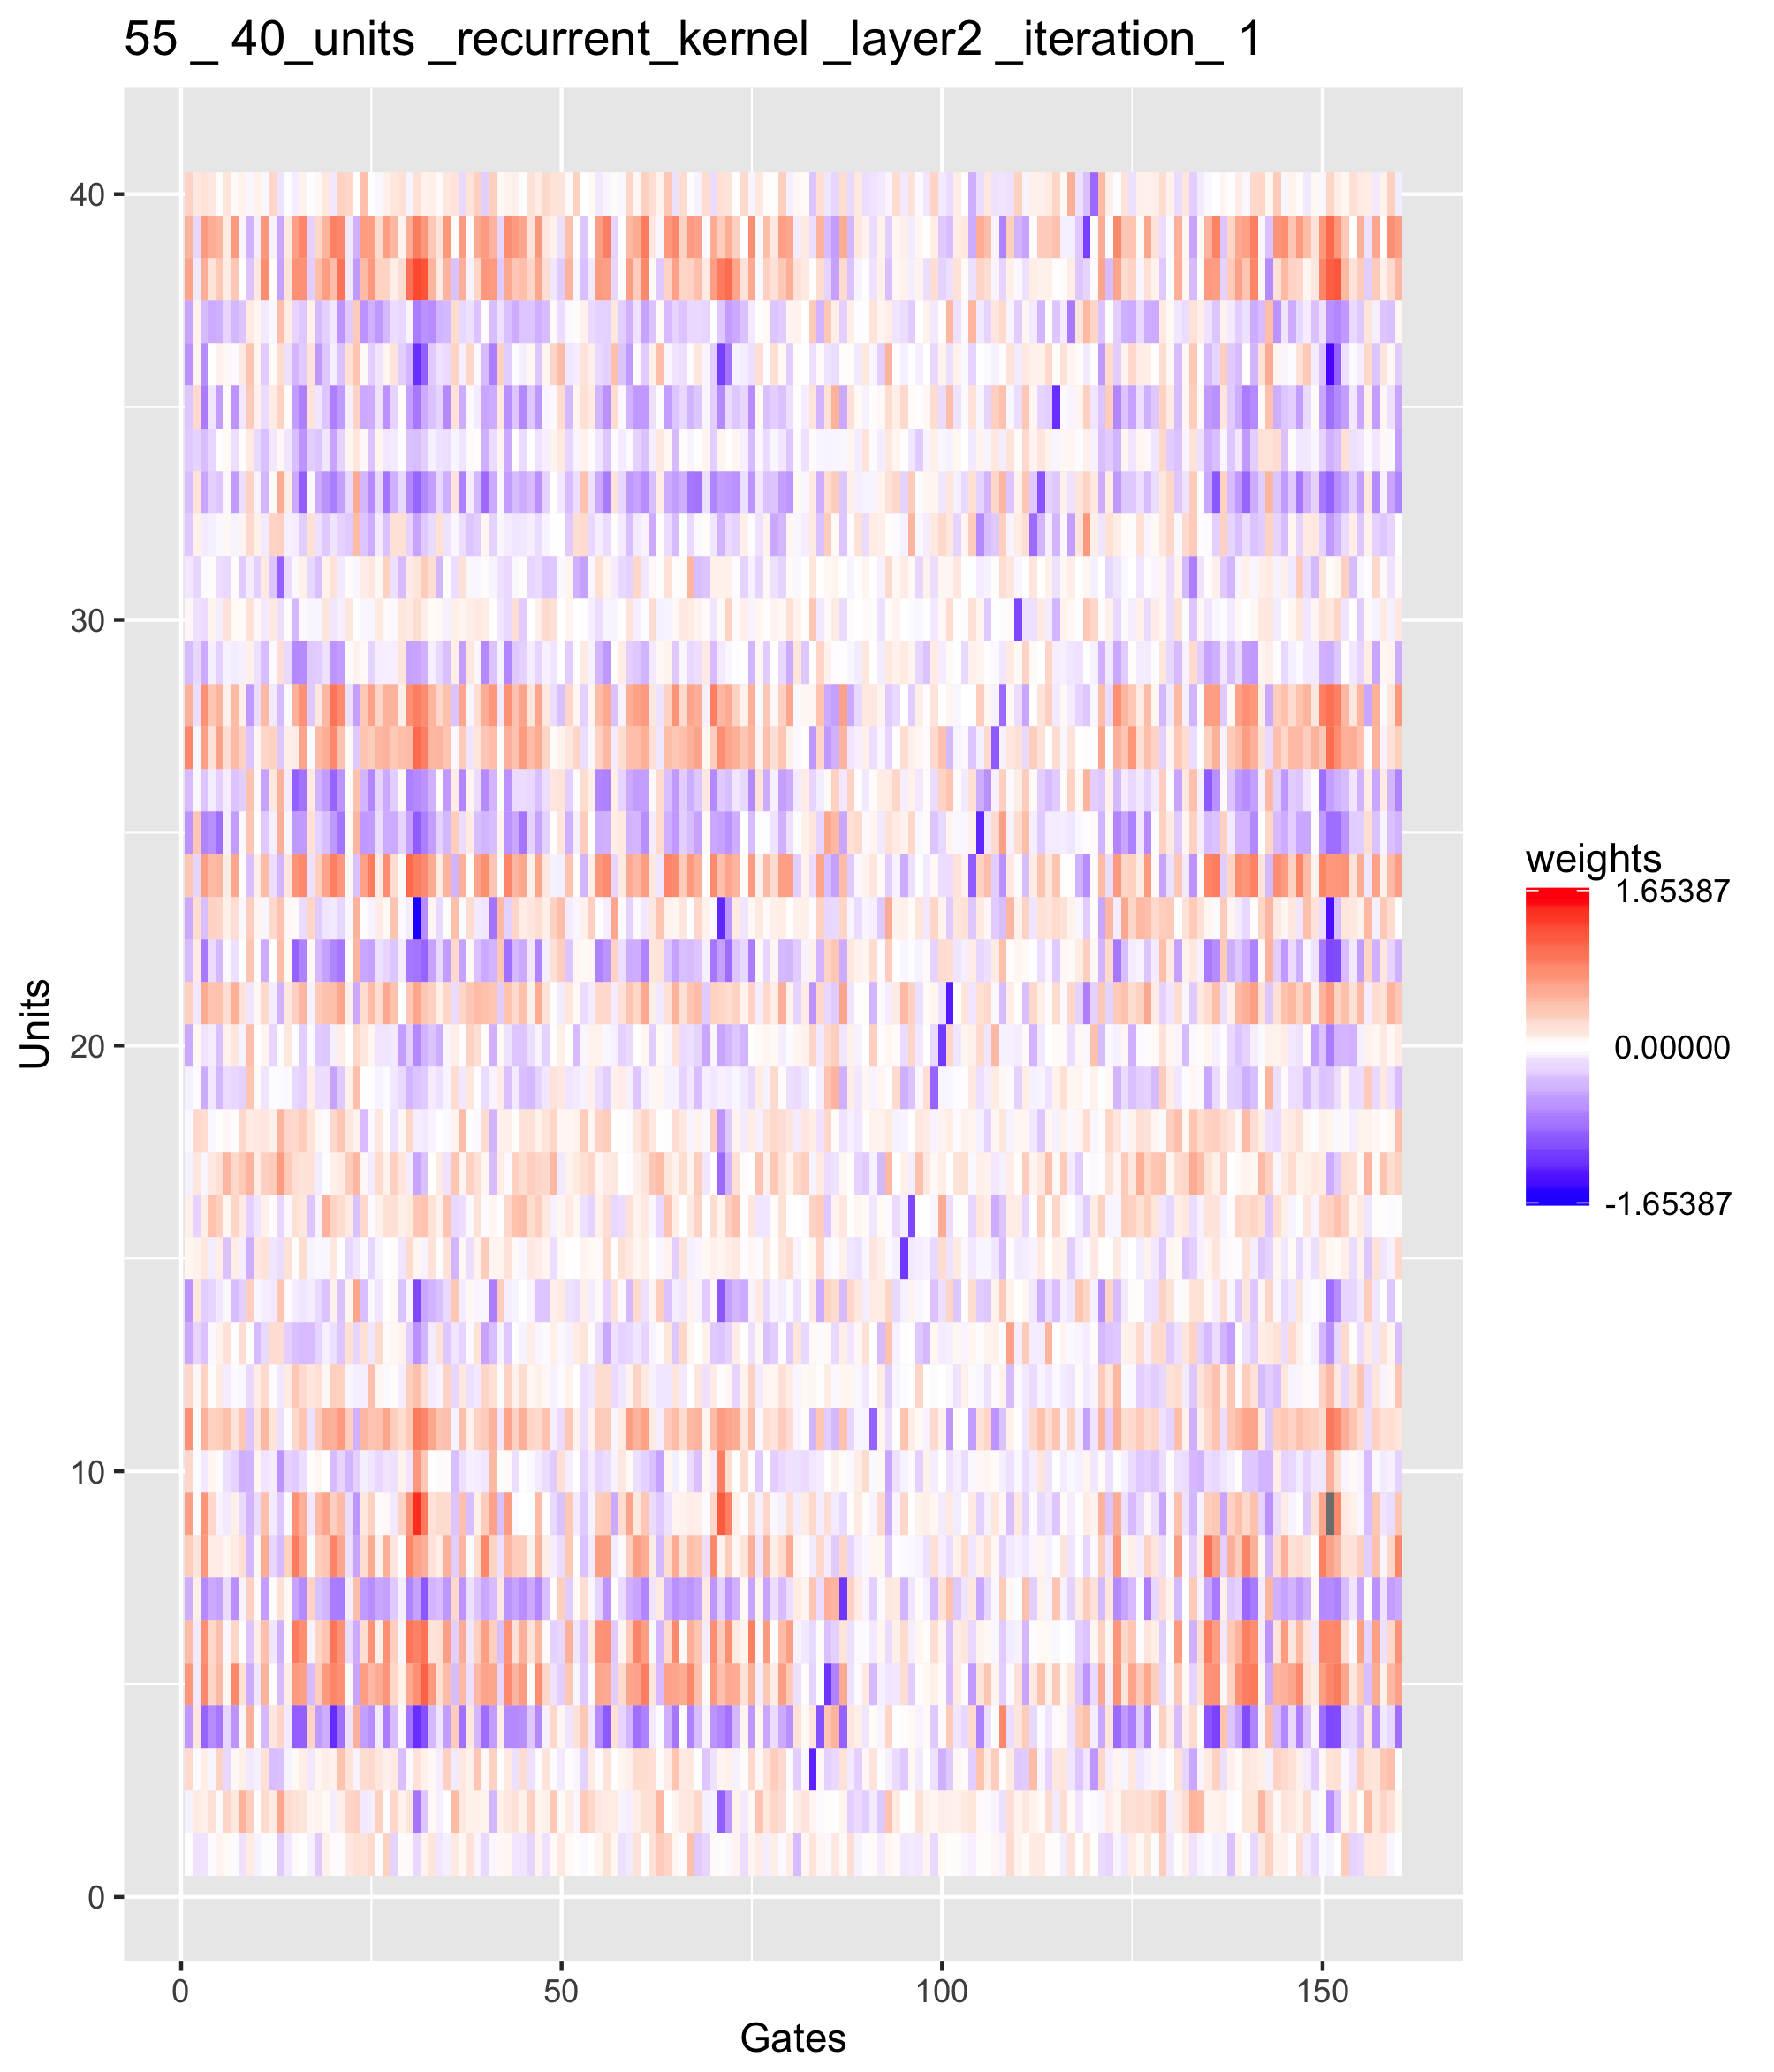 55 _ 40_units _recurrent_kernel _layer2 _iteration_ 1
40
30
20
10
0
Units
0 50 100 150
Gates
weights
1.65387
0.00000
-1.65387